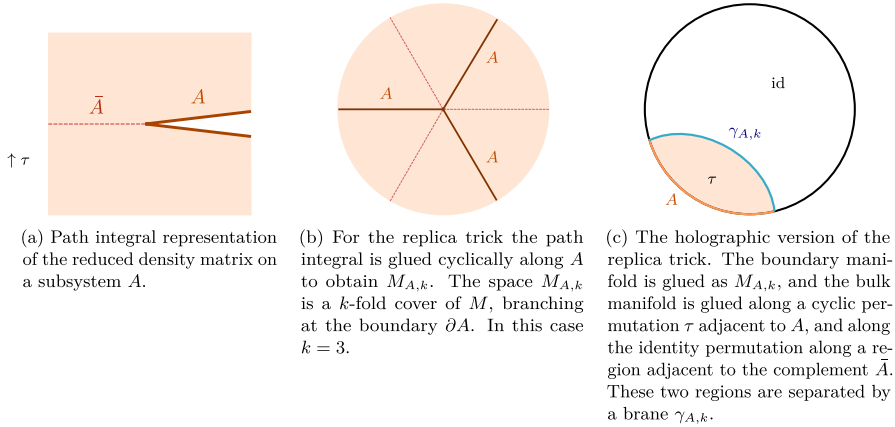 Ā
A
↑ τ
A
A
A
id
γ_{A,k}
τ
A
(a) Path integral representation
of the reduced density matrix on
a subsystem A.
(b) For the replica trick the path
integral is glued cyclically along A
to obtain M_{A,k}. The space M_{A,k}
is a k-fold cover of M, branching
at the boundary ∂A. In this case
k = 3.
(c) The holographic version of the
replica trick. The boundary mani-
fold is glued as M_{A,k}, and the bulk
manifold is glued along a cyclic per-
mutation τ adjacent to A, and along
the identity permutation along a re-
gion adjacent to the complement Ā.
These two regions are separated by
a brane γ_{A,k}.